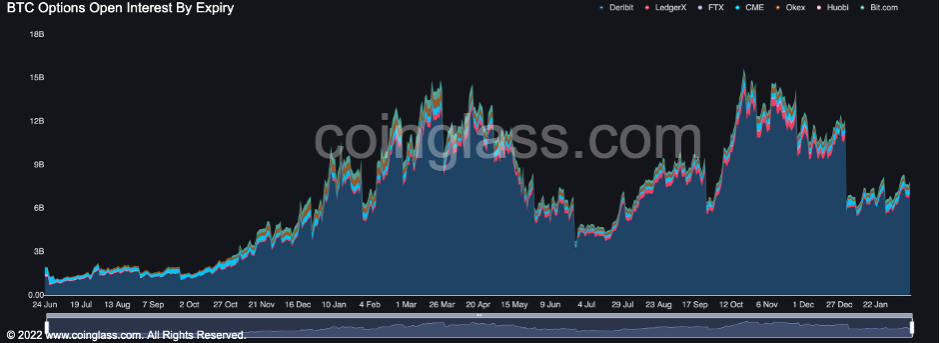 BTC Options Open Interest By Expiry
Deribit LedgerX FTX CME Okex Huobi Bit.com
18B
15B
12B
9B
6B
3B
0.00
coinglass.com
24 Jun 19 Jul 13 Aug 7 Sep 2 Oct 27 Oct 21 Nov 16 Dec 10 Jan 4 Feb 1 Mar 26 Mar 20 Apr 15 May 9 Jun 4 Jul 29 Jul 23 Aug 17 Sep 12 Oct 6 Nov 1 Dec 27 Dec 22 Jan
© 2022 www.coinglass.com. All Rights Reserved.